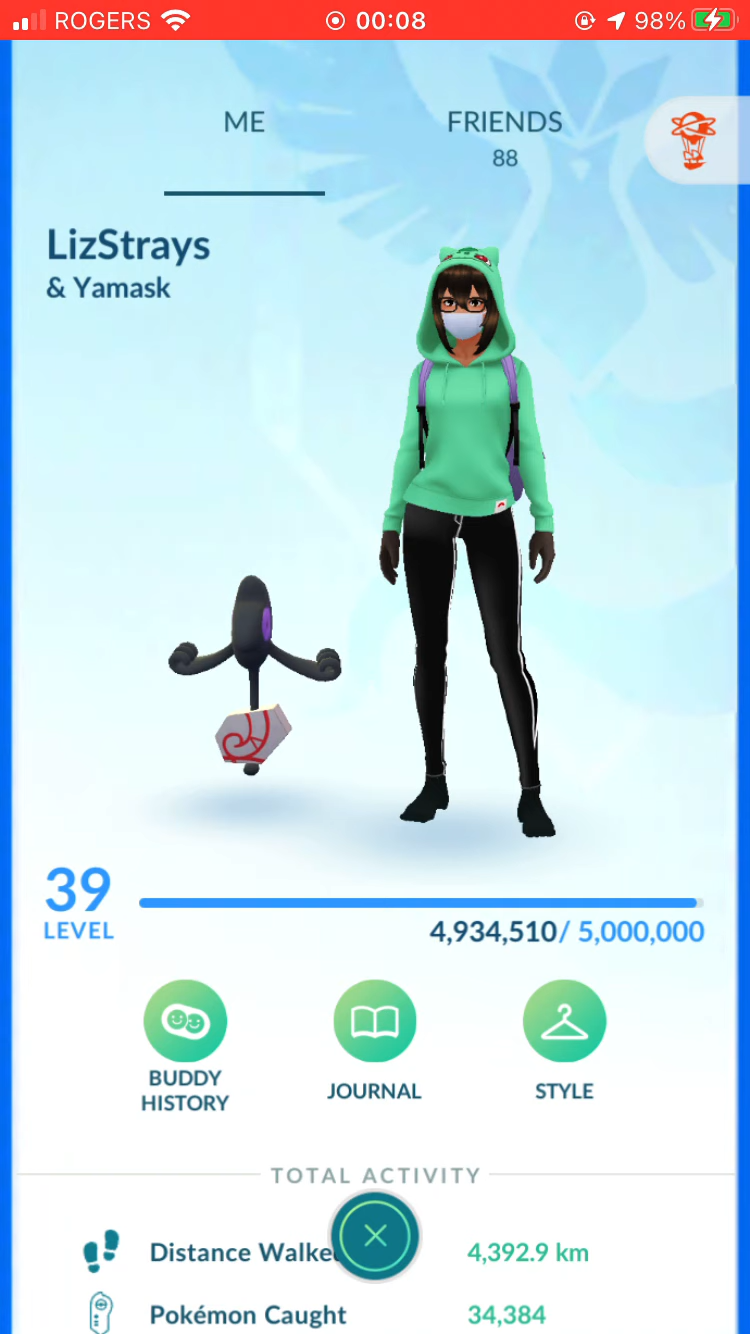 ROGERS 00:08 98%
ME FRIENDS
88
LizStrays
& Yamask
39
LEVEL
4,934,510/ 5,000,000
BUDDY
HISTORY
JOURNAL
STYLE
TOTAL ACTIVITY
Distance Walked 4,392.9 km
Pokémon Caught 34,384